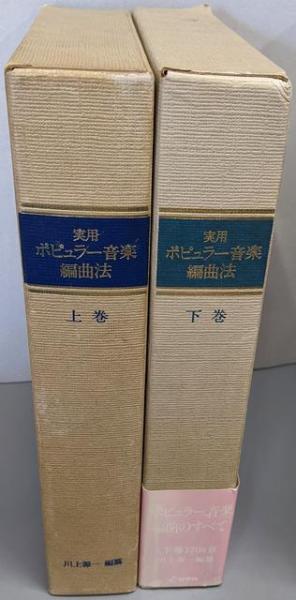 実用
ポピュラー音楽
編曲法
上巻
川上源一 編纂
実用
ポピュラー音楽
編曲法
下巻
ポピュラー音楽
のすべて